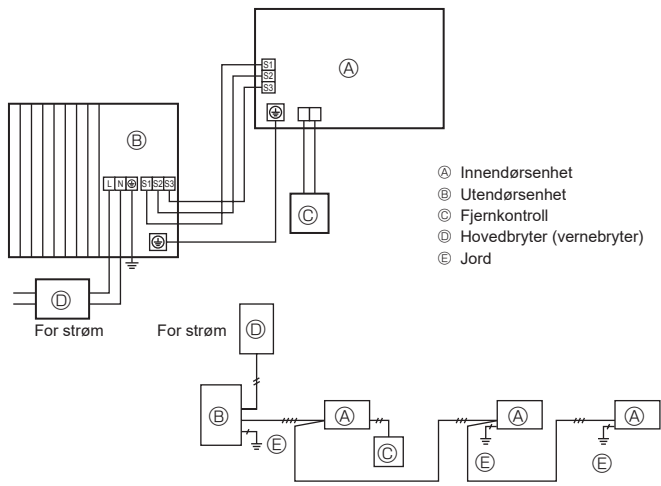 S1
S2
S3
Ⓐ
Ⓑ
L N S1 S2 S3
Ⓒ
Ⓐ Innendørsenhet
Ⓑ Utendørsenhet
Ⓒ Fjernkontroll
Ⓓ Hovedbryter (vernebryter)
Ⓔ Jord
Ⓓ
For strøm
For strøm
Ⓓ
Ⓑ
Ⓐ
Ⓐ
Ⓐ
Ⓔ
Ⓒ
Ⓔ
Ⓔ